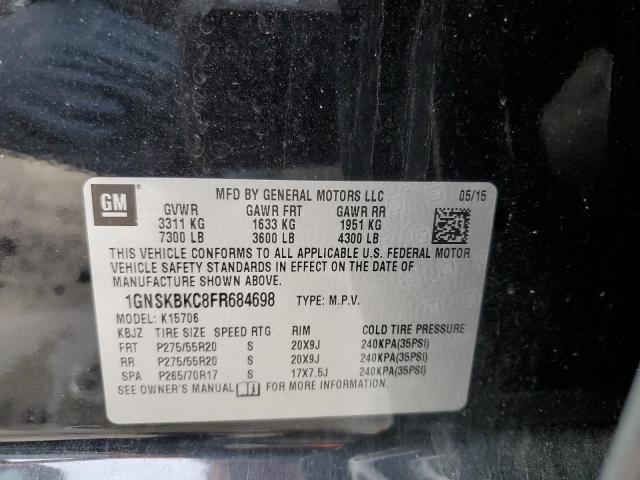 GM ®
MFD BY GENERAL MOTORS LLC 05/15
GVWR GAWR FRT GAWR RR
3311 KG 1633 KG 1951 KG
7300 LB 3600 LB 4300 LB
THIS VEHICLE CONFORMS TO ALL APPLICABLE U.S. FEDERAL MOTOR
VEHICLE SAFETY STANDARDS IN EFFECT ON THE DATE OF
MANUFACTURE SHOWN ABOVE.
1GNSKBKC8FR684698 TYPE: M.P.V.
MODEL: K15706
KBJZ TIRE SIZE SPEED RTG RIM COLD TIRE PRESSURE
FRT P275/55R20 S 20X9J 240KPA(35PSI)
RR P275/55R20 S 20X9J 240KPA(35PSI)
SPA P265/70R17 S 17X7.5J 240KPA(35PSI)
SEE OWNER'S MANUAL FOR MORE INFORMATION.